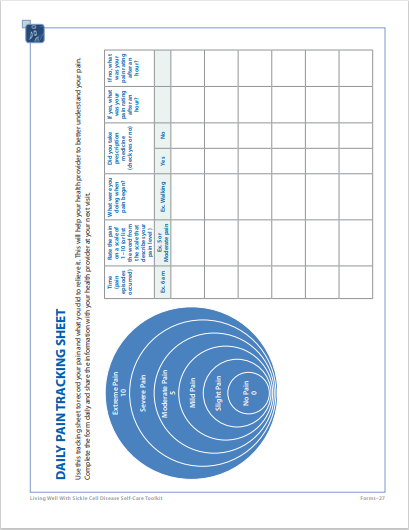 DAILY PAIN TRACKING SHEET
Use this tracking sheet to record your pain and what you did to relieve it. This will help your health provider to better understand your pain.
Complete the form daily and share the information with your health provider at your next visit.
Extreme Pain
10
Severe Pain
Moderate Pain
5
Mild Pain
Slight Pain
No Pain
0
Time
(pain
episodes
occurred)
Rate the pain
on a scale of
1–10 (or list
the word from
the scale that
describes your
pain level)
What were you
doing when
pain began?
Did you take
prescription
medicine
(check yes or no)
If yes, what
was your
pain rating
after an
hour?
If no, what
was your
pain rating
after an
hour?
Ex. 6 am
Ex. 5 or
Moderate pain
Ex. Walking
Yes
No
Living Well With Sickle Cell Disease Self-Care Toolkit
Forms–37